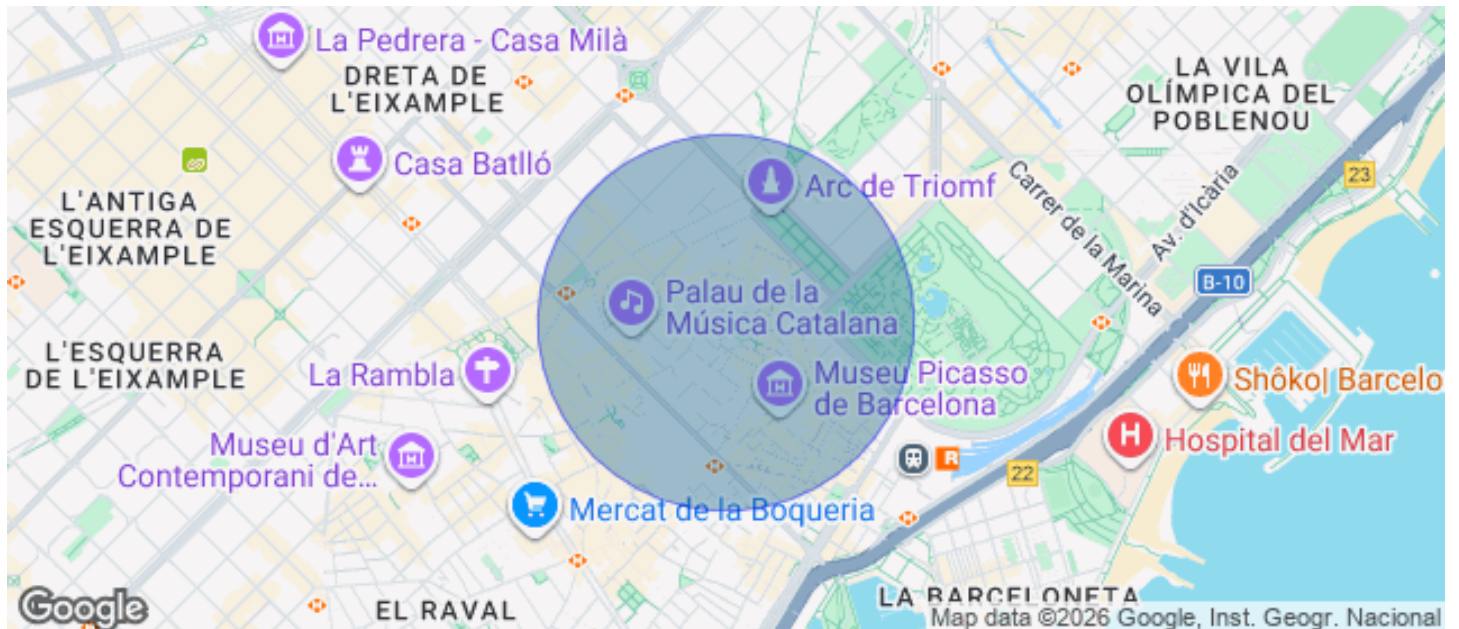 La Pedrera - Casa Milà
DRETA DE
L'EIXAMPLE
LA VILA
OLÍMPICA DEL
POBLENOU
Casa Batlló
Arc de Triomf
Carrer de la Marina
Av. d'Icària
23
L'ANTIGA
ESQUERRA DE
L'EIXAMPLE
B-10
Palau de la
Música Catalana
L'ESQUERRA
DE L'EIXAMPLE
La Rambla
Museu Picasso
de Barcelona
Shôko| Barcelo
Museu d'Art
Contemporani de...
H
Hospital del Mar
R
22
Mercat de la Boqueria
LA BARCELONETA
EL RAVAL
Google
Map data ©2026 Google, Inst. Geogr. Nacional